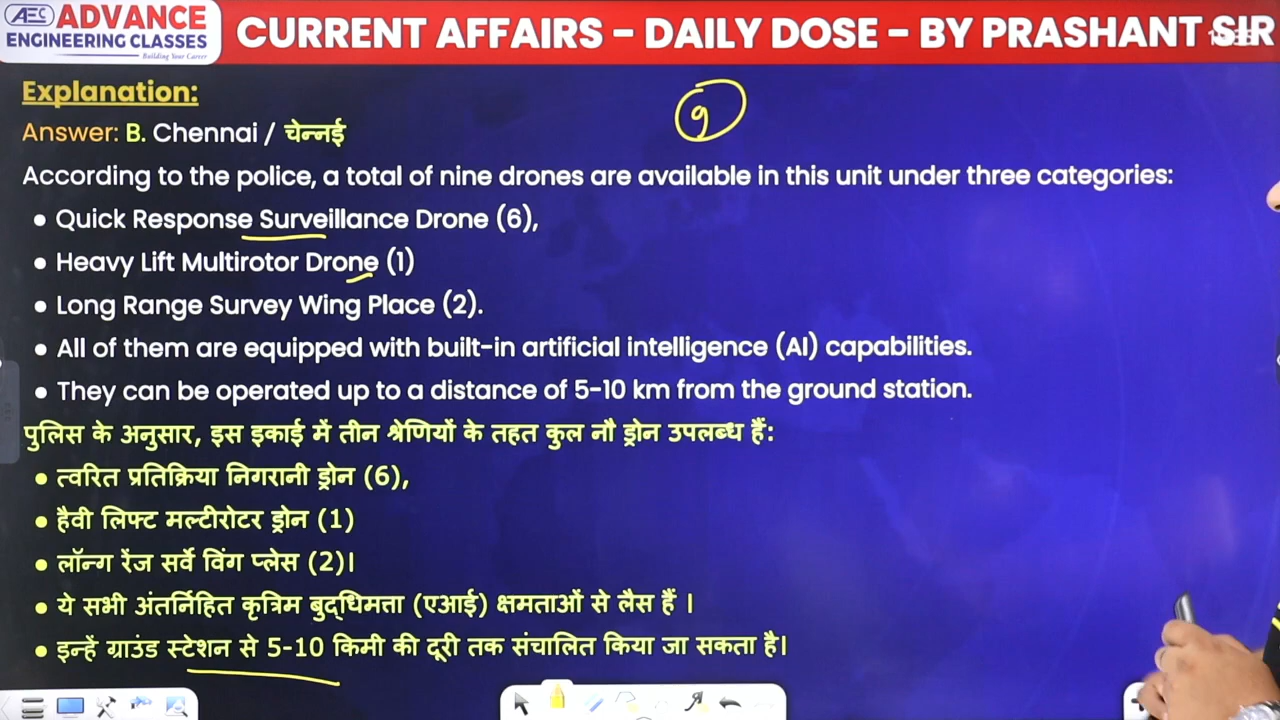 AEC ADVANCE
ENGINEERING CLASSES
Building Your Career
CURRENT AFFAIRS – DAILY DOSE – BY PRASHANT SIR
Explanation:
9
Answer: B. Chennai / चेन्नई
According to the police, a total of nine drones are available in this unit under three categories:
● Quick Response Surveillance Drone (6),
● Heavy Lift Multirotor Drone (1)
● Long Range Survey Wing Place (2).
● All of them are equipped with built-in artificial intelligence (AI) capabilities.
● They can be operated up to a distance of 5-10 km from the ground station.
पुलिस के अनुसार, इस इकाई में तीन श्रेणियों के तहत कुल नौ ड्रोन उपलब्ध हैं:
● त्वरित प्रतिक्रिया निगरानी ड्रोन (6),
● हैवी लिफ्ट मल्टीरोटर ड्रोन (1)
● लॉन्ग रेंज सर्वे विंग प्लेस (2)।
● ये सभी अंतर्निहित कृत्रिम बुद्धिमत्ता (एआई) क्षमताओं से लैस हैं ।
● इन्हें ग्राउंड स्टेशन से 5-10 किमी की दूरी तक संचालित किया जा सकता है।